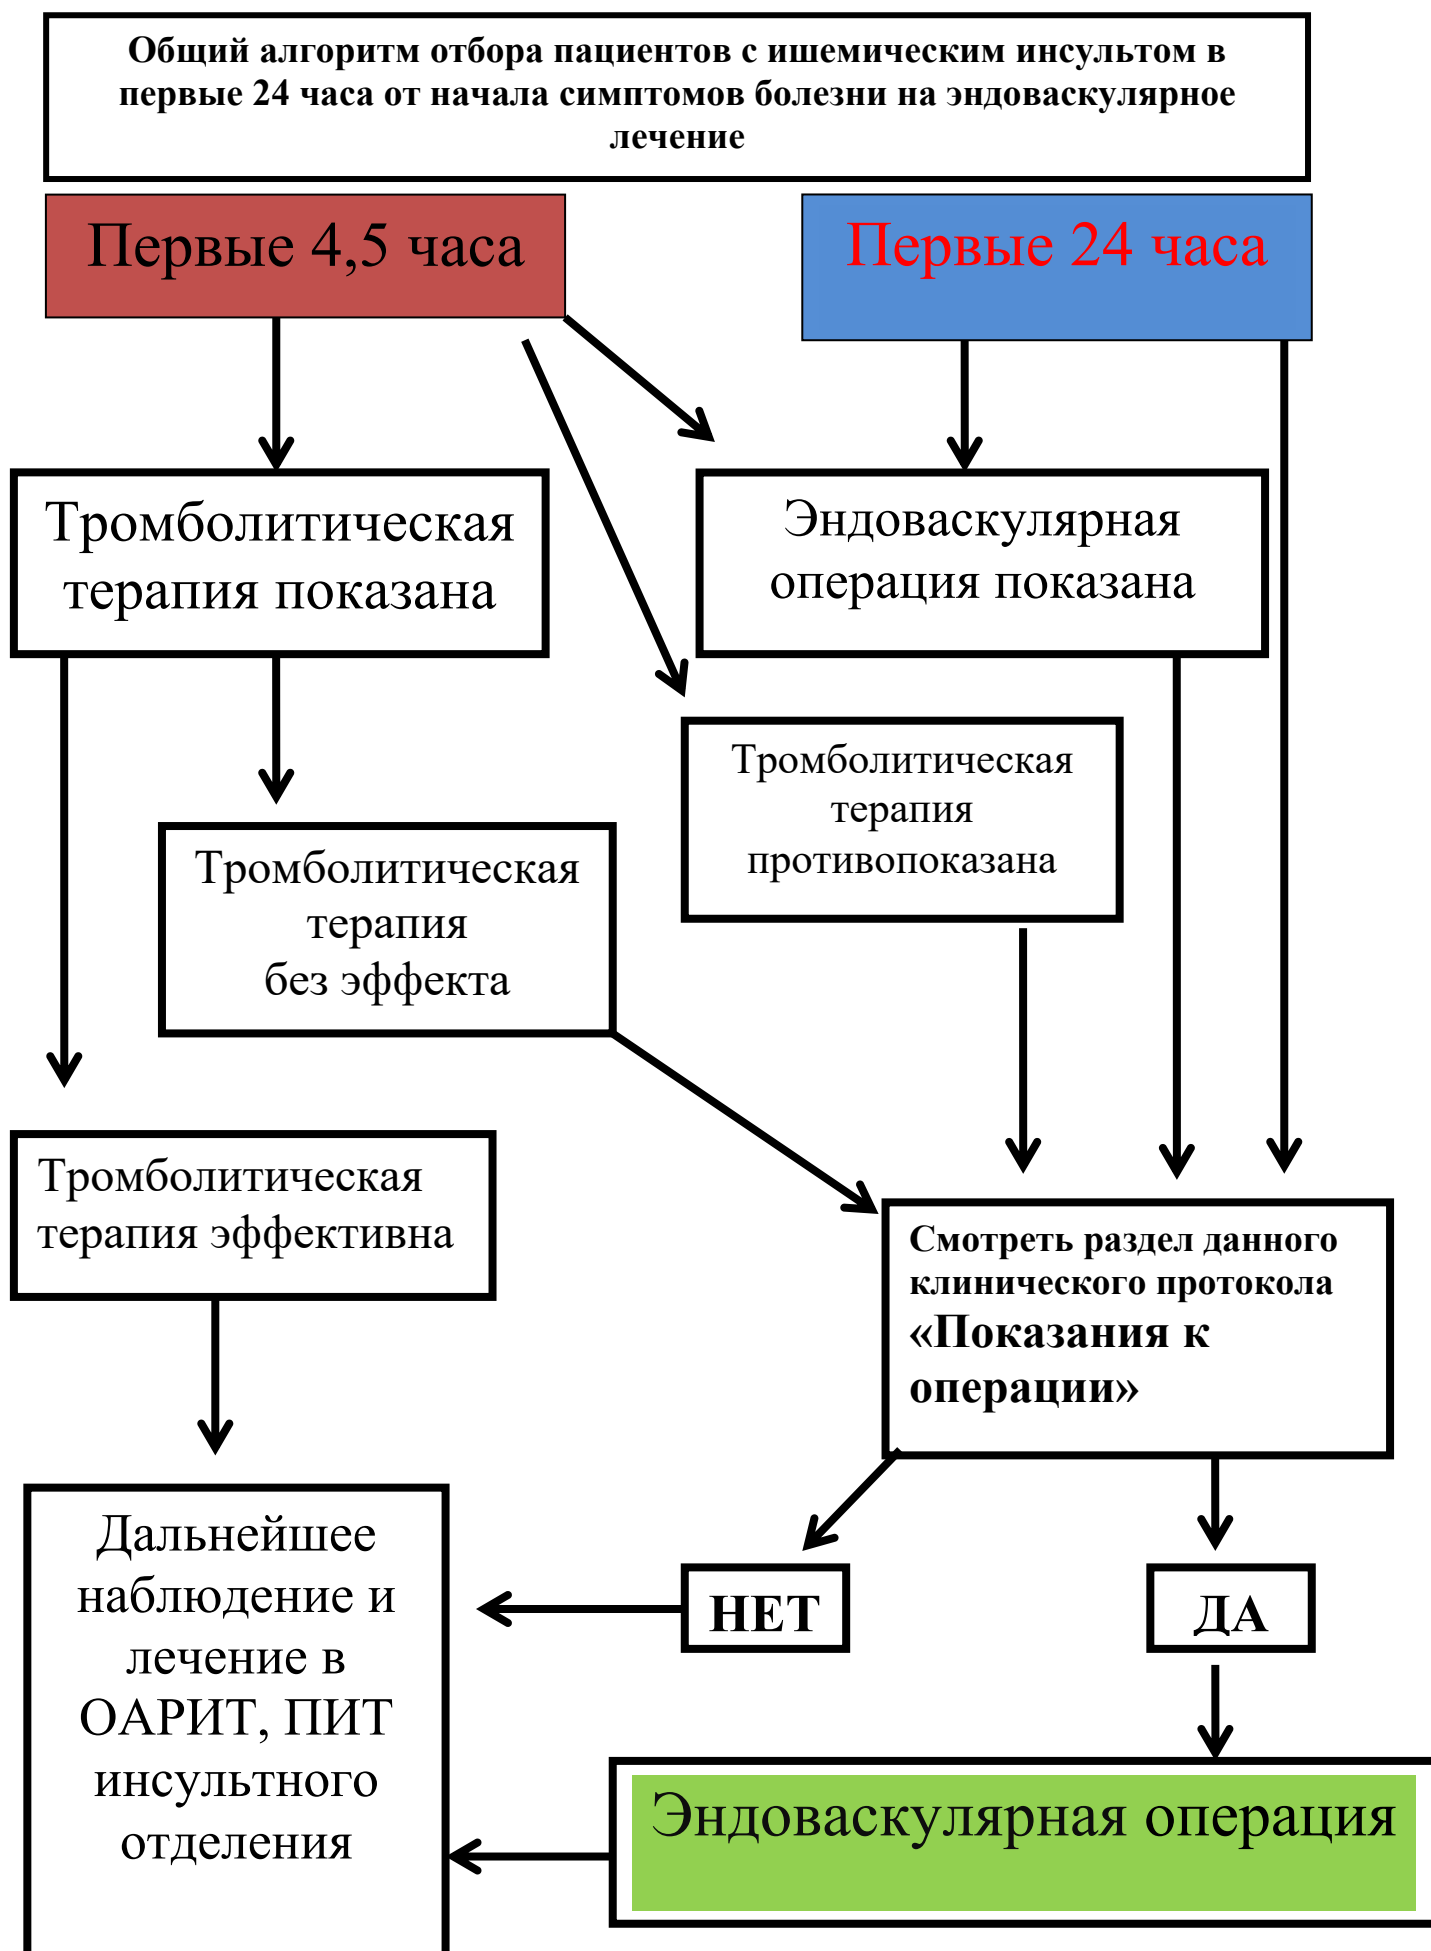 Общий алгоритм отбора пациентов с ишемическим инсультом в
первые 24 часа от начала симптомов болезни на эндоваскулярное
лечение
Первые 4,5 часа
Первые 24 часа
Тромболитическая
терапия показана
Эндоваскулярная
операция показана
Тромболитическая
терапия
противопоказана
Тромболитическая
терапия
без эффекта
Тромболитическая
терапия эффективна
Смотреть раздел данного
клинического протокола
«Показания к
операции»
Дальнейшее
наблюдение и
лечение в
ОАРИТ, ПИТ
инсультного
отделения
НЕТ
ДА
Эндоваскулярная операция